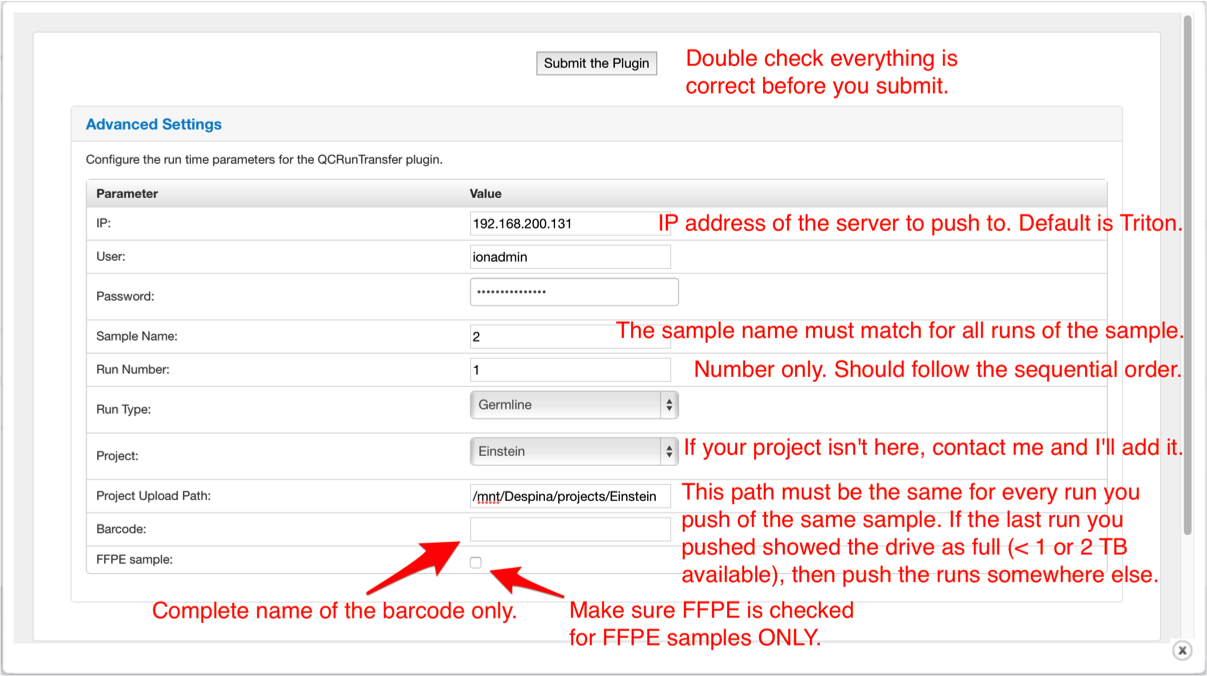 Submit the Plugin
Double check everything is
correct before you submit.
Advanced Settings
Configure the run time parameters for the QCRunTransfer plugin.
Parameter Value
IP: 192.168.200.131 IP address of the server to push to. Default is Triton.
User: ionadmin
Password: •••••••••••••••
Sample Name: 2 The sample name must match for all runs of the sample.
Run Number: 1 Number only. Should follow the sequential order.
Run Type: Germline
Project: Einstein If your project isn't here, contact me and I'll add it.
Project Upload Path: /mnt/Despina/projects/Einstein
This path must be the same for every run you
push of the same sample. If the last run you
pushed showed the drive as full (< 1 or 2 TB
available), then push the runs somewhere else.
Barcode:
FFPE sample:
Complete name of the barcode only.
Make sure FFPE is checked
for FFPE samples ONLY.
x